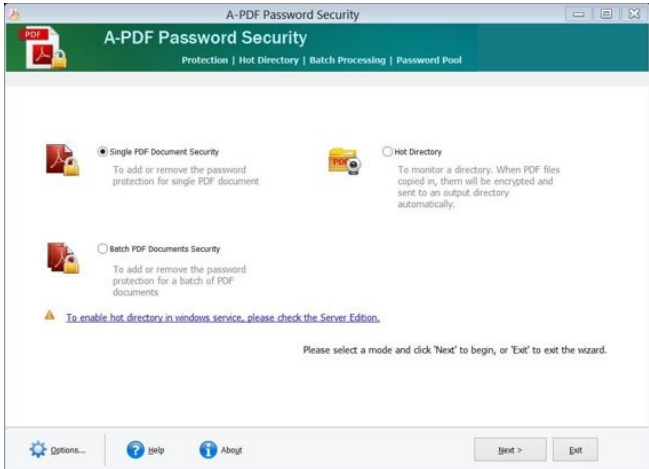 A-PDF Password Security
PDF
A-PDF Password Security
Protection | Hot Directory | Batch Processing | Password Pool
Single PDF Document Security
To add or remove the password
protection for single PDF document
PDF
Hot Directory
To monitor a directory. When PDF files
copied in, them will be encrypted and
sent to an output directory
automatically.
Batch PDF Documents Security
To add or remove the password
protection for a batch of PDF
documents
To enable hot directory in windows service, please check the Server Edition.
Please select a mode and click 'Next' to begin, or 'Exit' to exit the wizard.
Options...
Help
About
Next >
Exit